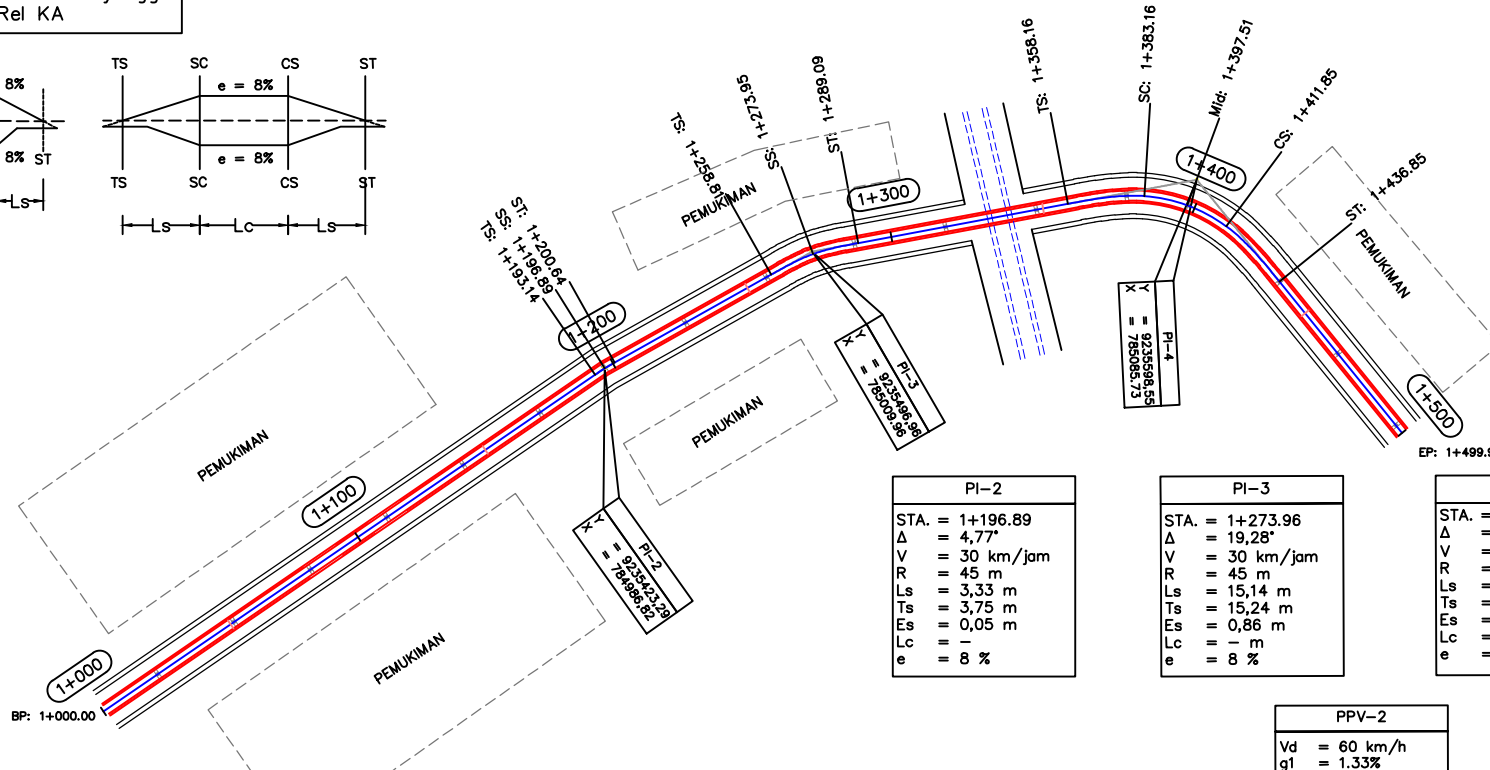 Rel KA
8%
8%
ST
Ls
TS
SC
CS
ST
e = 8%
e = 8%
TS
SC
CS
ST
Ls
Lc
Ls
TS: 1+258.81
SS: 1+273.95
ST: 1+289.09
TS: 1+358.16
SC: 1+383.16
Mid: 1+397.51
CS: 1+411.85
ST: 1+436.85
ST: 1+200.64
SS: 1+196.89
TS: 1+193.14
1+000
1+100
1+200
1+300
1+400
1+500
BP: 1+000.00
PEMUKIMAN
PEMUKIMAN
PEMUKIMAN
PEMUKIMAN
PEMUKIMAN
PI-2
Y = 9235423,29
X = 784986,82
PI-3
Y = 9235496,96
X = 785009.96
PI-4
Y = 9235598,55
X = 785085,73
PI-2
STA. = 1+196.89
Δ = 4,77°
V = 30 km/jam
R = 45 m
Ls = 3,33 m
Ts = 3,75 m
Es = 0,05 m
Lc = -
e = 8 %
PI-3
STA. = 1+273.96
Δ = 19,28°
V = 30 km/jam
R = 45 m
Ls = 15,14 m
Ts = 15,24 m
Es = 0,86 m
Lc = - m
e = 8 %
STA. =
Δ =
V =
R =
Ls =
Ts =
Es =
Lc =
e =
EP: 1+499.9
PPV-2
Vd = 60 km/h
g1 = 1.33%